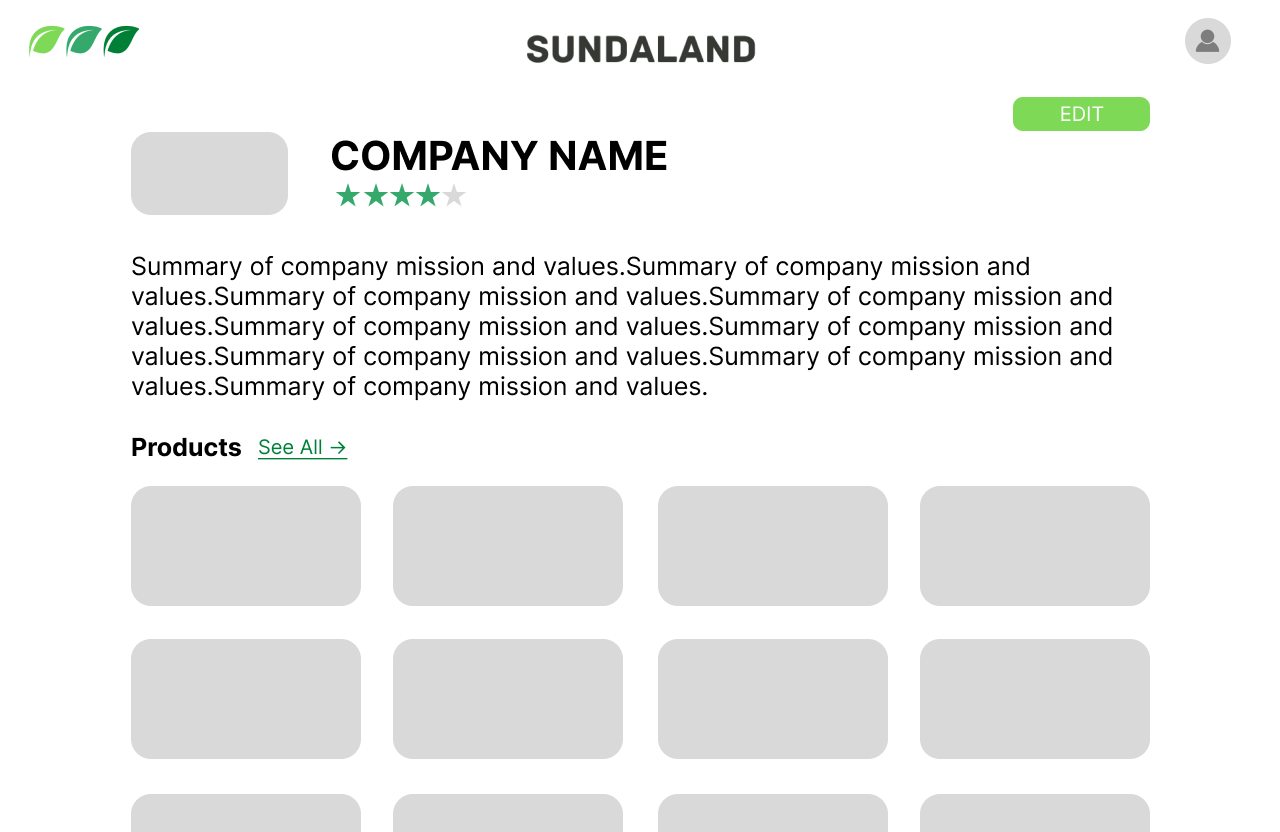 SUNDALAND
EDIT
COMPANY NAME
Summary of company mission and values.Summary of company mission and
values.Summary of company mission and values.Summary of company mission and
values.Summary of company mission and values.Summary of company mission and
values.Summary of company mission and values.Summary of company mission and
values.Summary of company mission and values.
Products See All →